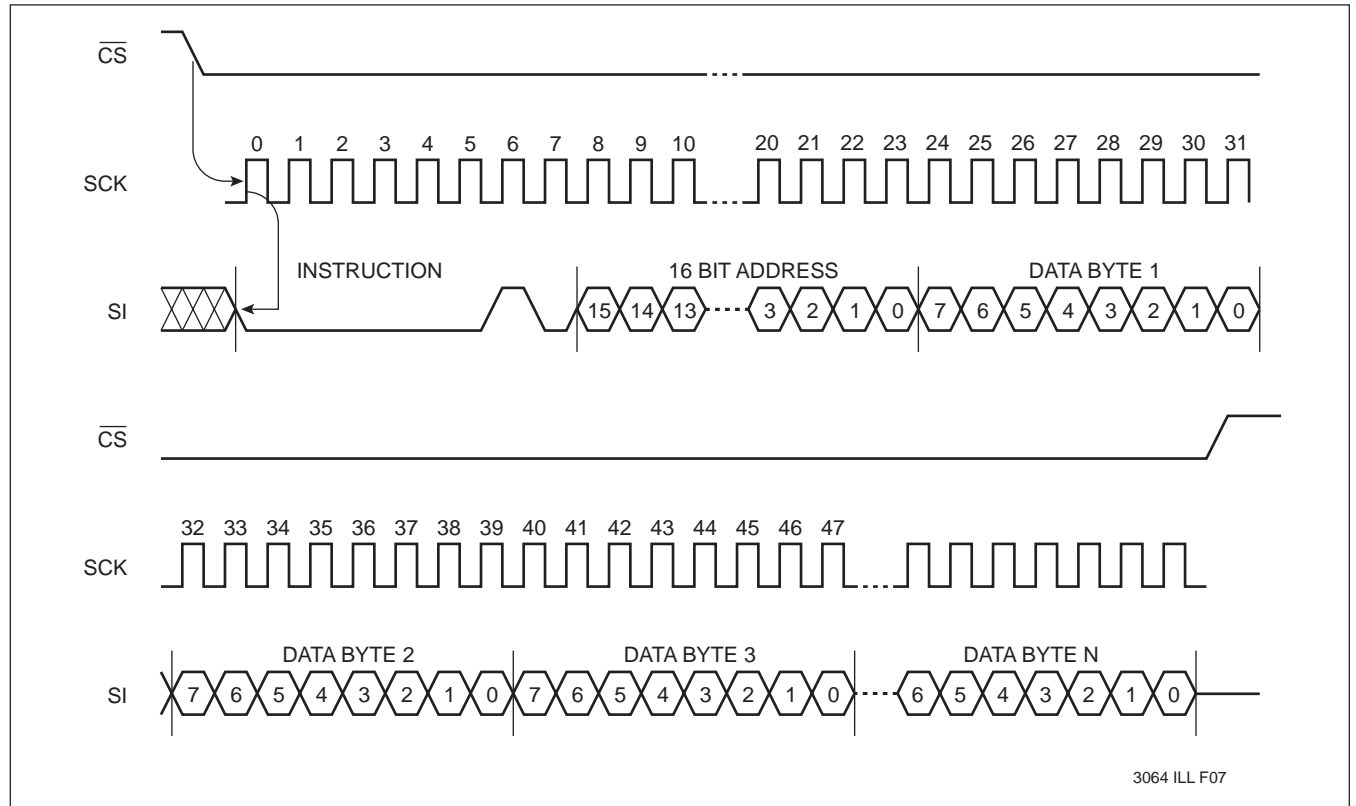 CS
0 1 2 3 4 5 6 7 8 9 10 20 21 22 23 24 25 26 27 28 29 30 31
SCK
INSTRUCTION 16 BIT ADDRESS DATA BYTE 1
SI 15 14 13 3 2 1 0 7 6 5 4 3 2 1 0
CS
32 33 34 35 36 37 38 39 40 41 42 43 44 45 46 47
SCK
DATA BYTE 2 DATA BYTE 3 DATA BYTE N
SI 7 6 5 4 3 2 1 0 7 6 5 4 3 2 1 0 6 5 4 3 2 1 0
3064 ILL F07